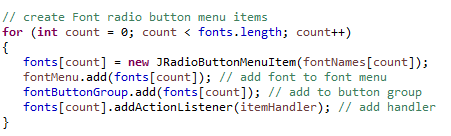 // create Font radio button menu items
for (int count = 0; count < fonts.length; count++)
{
   fonts[count] = new JRadioButtonMenuItem(fontNames[count]);
   fontMenu.add(fonts[count]); // add font to font menu
   fontButtonGroup.add(fonts[count]); // add to button group
   fonts[count].addActionListener(itemHandler); // add handler
}